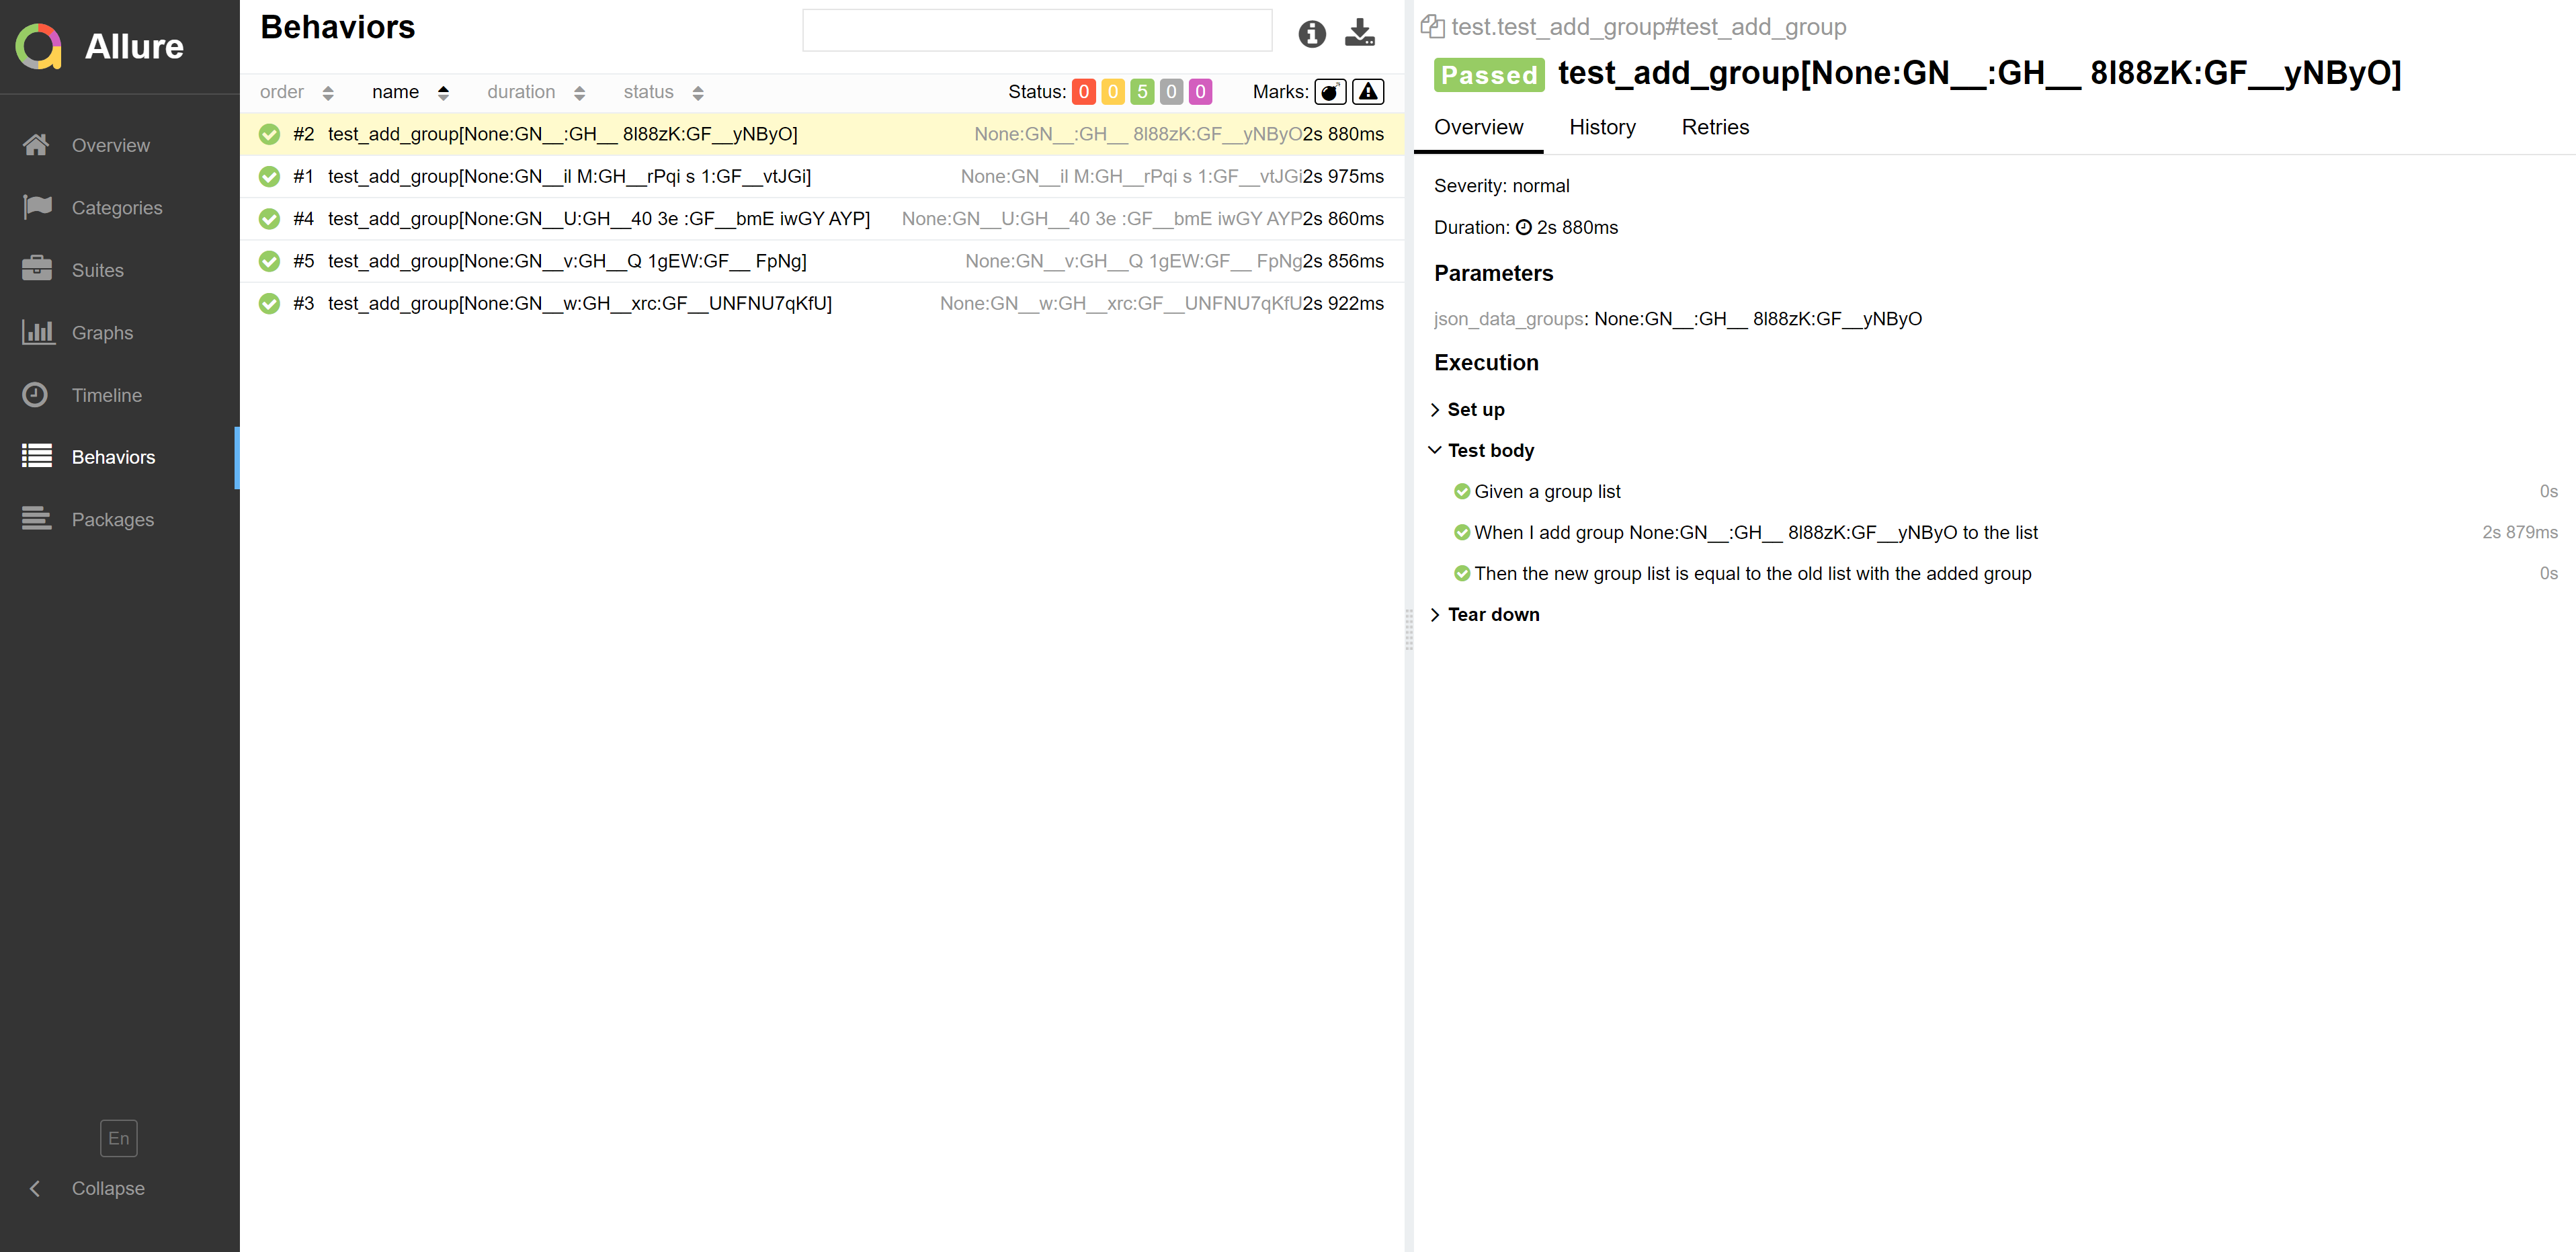 Allure
Overview
Categories
Suites
Graphs
Timeline
Behaviors
Packages
En
Collapse
Behaviors
order name duration status Status: 0 0 5 0 0 Marks:
#2 test_add_group[None:GN__:GH__ 8l88zK:GF__yNByO] None:GN__:GH__ 8l88zK:GF__yNByO2s 880ms
#1 test_add_group[None:GN__il M:GH__rPqi s 1:GF__vtJGi] None:GN__il M:GH__rPqi s 1:GF__vtJGi2s 975ms
#4 test_add_group[None:GN__U:GH__40 3e :GF__bmE iwGY AYP] None:GN__U:GH__40 3e :GF__bmE iwGY AYP2s 860ms
#5 test_add_group[None:GN__v:GH__Q 1gEW:GF__ FpNg] None:GN__v:GH__Q 1gEW:GF__ FpNg2s 856ms
#3 test_add_group[None:GN__w:GH__xrc:GF__UNFNU7qKfU] None:GN__w:GH__xrc:GF__UNFNU7qKfU2s 922ms
test.test_add_group#test_add_group
Passed test_add_group[None:GN__:GH__ 8l88zK:GF__yNByO]
Overview History Retries
Severity: normal
Duration: 2s 880ms
Parameters
json_data_groups: None:GN__:GH__ 8l88zK:GF__yNByO
Execution
Set up
Test body
Given a group list 0s
When I add group None:GN__:GH__ 8l88zK:GF__yNByO to the list 2s 879ms
Then the new group list is equal to the old list with the added group 0s
Tear down